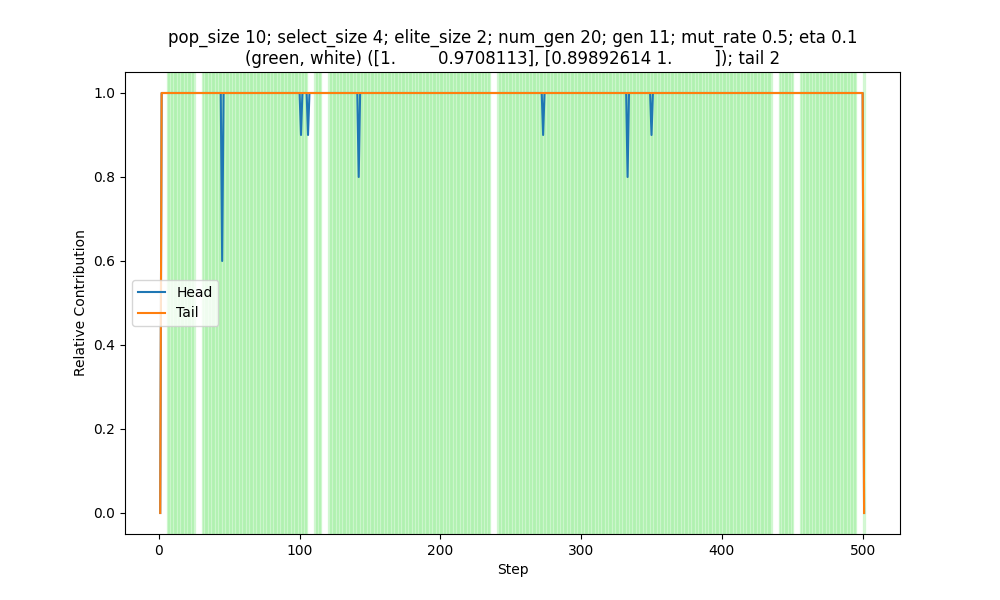 pop_size 10; select_size 4; elite_size 2; num_gen 20; gen 11; mut_rate 0.5; eta 0.1
(green, white) ([1.        0.9708113], [0.89892614 1.        ]); tail 2
1.0
0.8
0.6
0.4
0.2
0.0
Relative Contribution
Head
Tail
0 100 200 300 400 500
Step